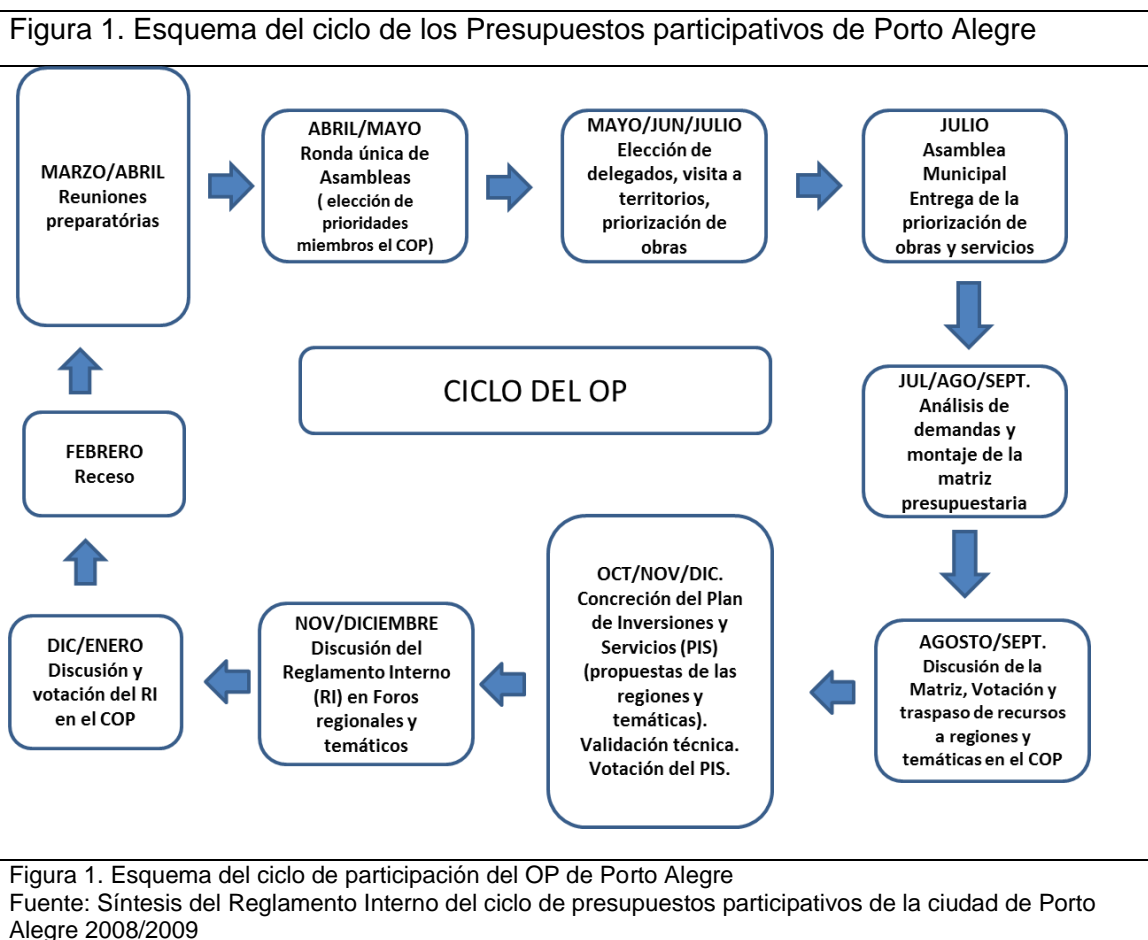 Figura 1. Esquema del ciclo de los Presupuestos participativos de Porto Alegre
MARZO/ABRIL
Reuniones
preparatórias
ABRIL/MAYO
Ronda única de
Asambleas
( elección de
prioridades
miembros el COP)
MAYO/JUN/JULIO
Elección de
delegados, visita a
territorios,
priorización de
obras
JULIO
Asamblea
Municipal
Entrega de la
priorización de
obras y servicios
JUL/AGO/SEPT.
Análisis de
demandas y
montaje de la
matriz
presupuestaria
AGOSTO/SEPT.
Discusión de la
Matriz, Votación y
traspaso de recursos
a regiones y
temáticas en el COP
OCT/NOV/DIC.
Concreción del Plan
de Inversiones y
Servicios (PIS)
(propuestas de las
regiones y
temáticas).
Validación técnica.
Votación del PIS.
NOV/DICIEMBRE
Discusión del
Reglamento Interno
(RI) en Foros
regionales y
temáticos
DIC/ENERO
Discusión y
votación del RI
en el COP
FEBRERO
Receso
CICLO DEL OP
Figura 1. Esquema del ciclo de participación del OP de Porto Alegre
Fuente: Síntesis del Reglamento Interno del ciclo de presupuestos participativos de la ciudad de Porto
Alegre 2008/2009